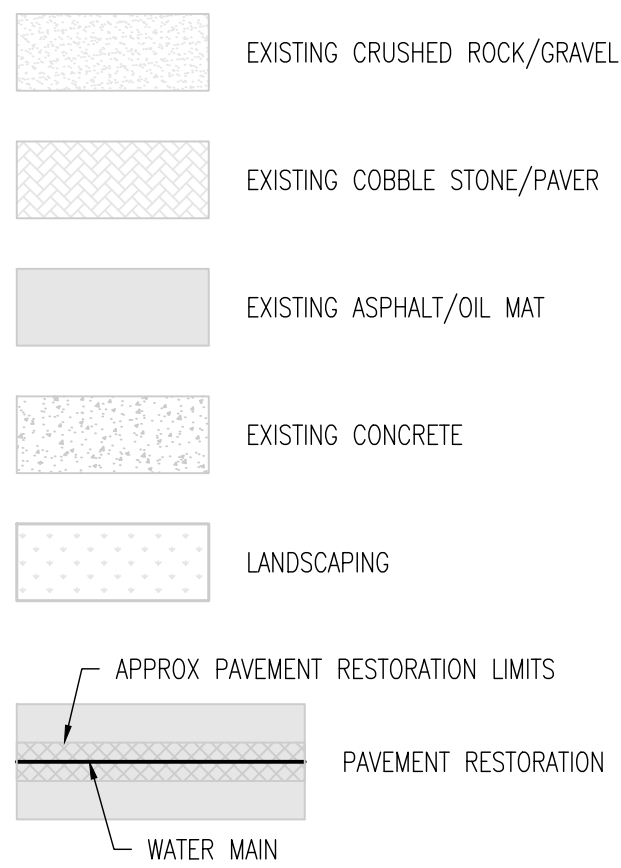 EXISTING CRUSHED ROCK/GRAVEL
EXISTING COBBLE STONE/PAVER
EXISTING ASPHALT/OIL MAT
EXISTING CONCRETE
LANDSCAPING
APPROX PAVEMENT RESTORATION LIMITS
PAVEMENT RESTORATION
WATER MAIN